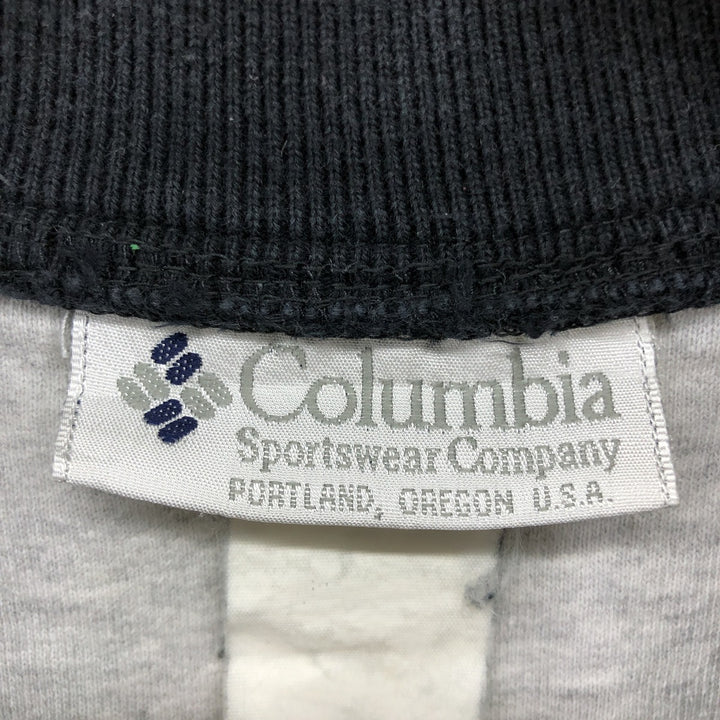 Columbia
Sportswear Company
PORTLAND, OREGON U.S.A.